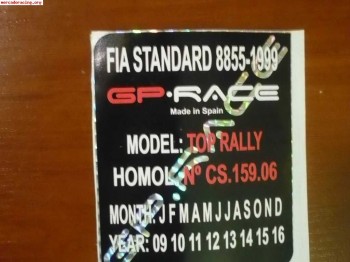 www.mercadoracing.org
FIA STANDARD 8855-1999
GP·RACE
Made in Spain
MODEL: TOP RALLY
HOMOL: Nº CS.159.06
MONTH: J F M A M J J A S O N D
YEAR: 09 10 11 12 13 14 15 16